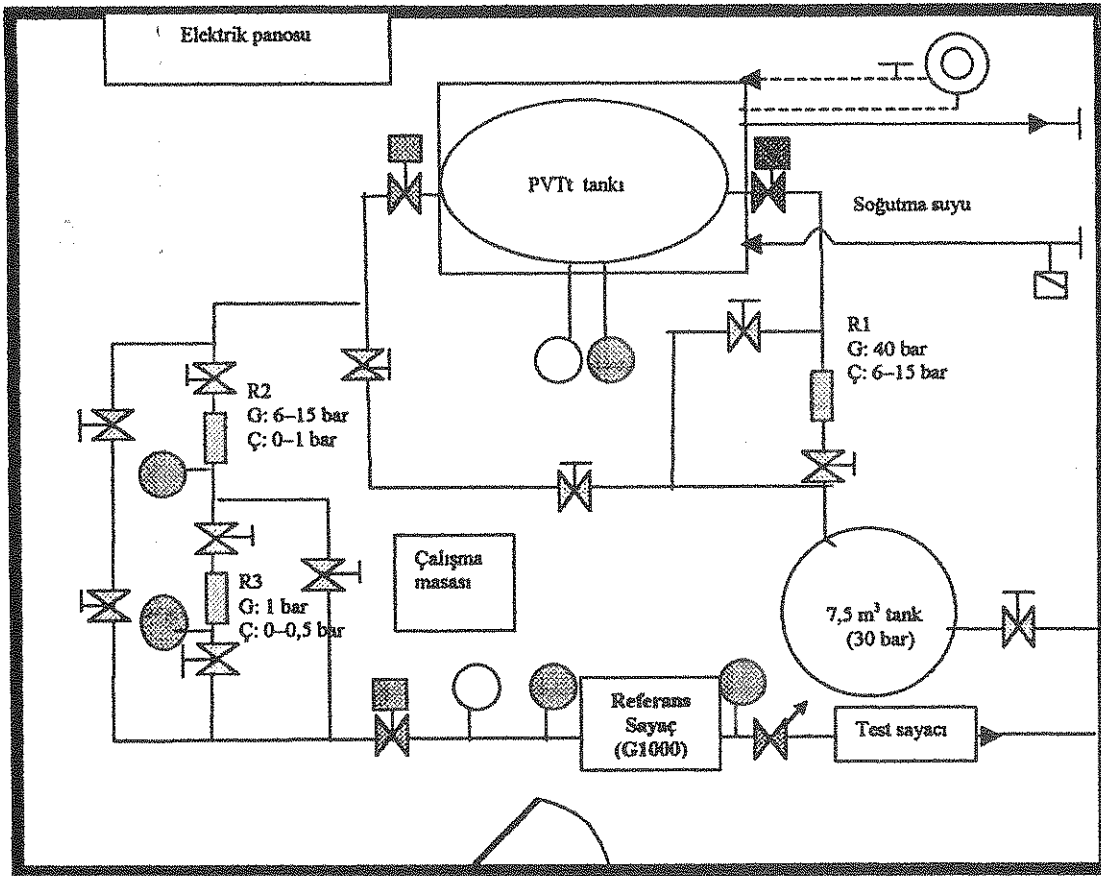 Elektrik panosu
PVTt tankı
Soğutma suyu
R1
G: 40 bar
Ç: 6–15 bar
R2
G: 6–15 bar
Ç: 0–1 bar
Çalışma
masası
R3
G: 1 bar
Ç: 0–0,5 bar
7,5 m³ tank
(30 bar)
Referans
Sayaç
(G1000)
Test sayacı